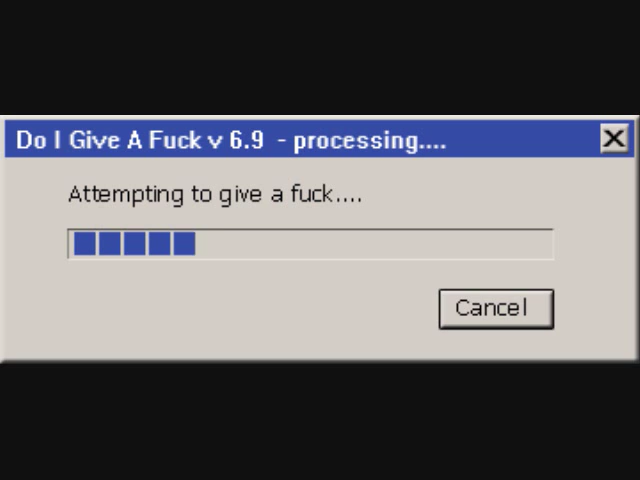 Do I Give A Fuck v 6.9 - processing....
Attempting to give a fuck....
Cancel